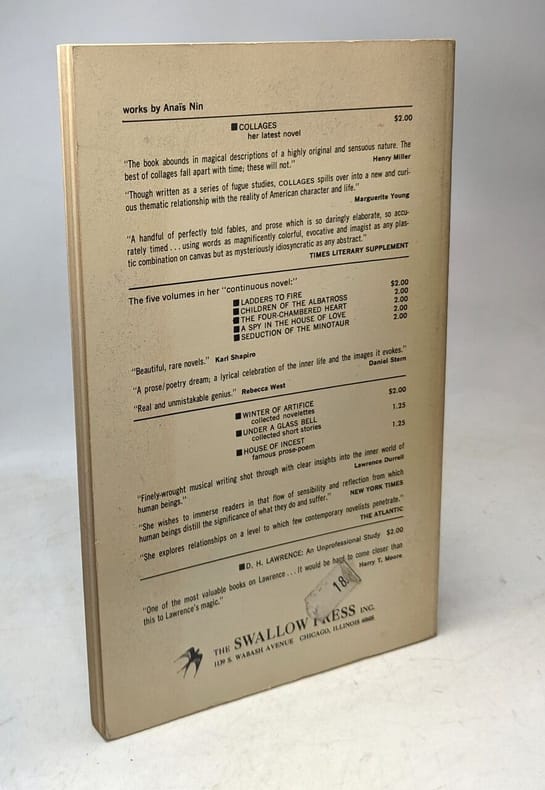 works by Anaïs Nin
■ COLLAGES $2.00
her latest novel
"The book abounds in magical descriptions of a highly original and sensuous nature. The
best of collages fall apart with time; these will not." Henry Miller
"Though written as a series of fugue studies, COLLAGES spills over into a new and curi-
ous thematic relationship with the reality of American character and life."
Marguerite Young
"A handful of perfectly told fables, and prose which is so daringly elaborate, so accu-
rately timed . . . using words as magnificently colorful, evocative and imagist as any plas-
tic combination on canvas but as mysteriously idiosyncratic as any abstract."
TIMES LITERARY SUPPLEMENT
The five volumes in her "continuous novel:"
■ LADDERS TO FIRE $2.00
■ CHILDREN OF THE ALBATROSS 2.00
■ THE FOUR-CHAMBERED HEART 2.00
■ A SPY IN THE HOUSE OF LOVE 2.00
■ SEDUCTION OF THE MINOTAUR 2.00
"Beautiful, rare novels." Karl Shapiro
"A prose/poetry dream; a lyrical celebration of the inner life and the images it evokes."
Daniel Stern
"Real and unmistakable genius." Rebecca West
■ WINTER OF ARTIFICE $2.00
collected novelettes
■ UNDER A GLASS BELL 1.25
collected short stories
■ HOUSE OF INCEST 1.25
famous prose-poem
"Finely-wrought musical writing shot through with clear insights into the inner world of
human beings." Lawrence Durrell
"She wishes to immerse readers in that flow of sensibility and reflection from which
human beings distill the significance of what they do and suffer." NEW YORK TIMES
"She explores relationships on a level to which few contemporary novelists penetrate."
THE ATLANTIC
■ D. H. LAWRENCE: An Unprofessional Study $2.00
"One of the most valuable books on Lawrence . . . It would be hard to come closer than
this to Lawrence's magic." Harry T. Moore
18.
THE SWALLOW PRESS INC.
1139 S. WABASH AVENUE CHICAGO, ILLINOIS 60605